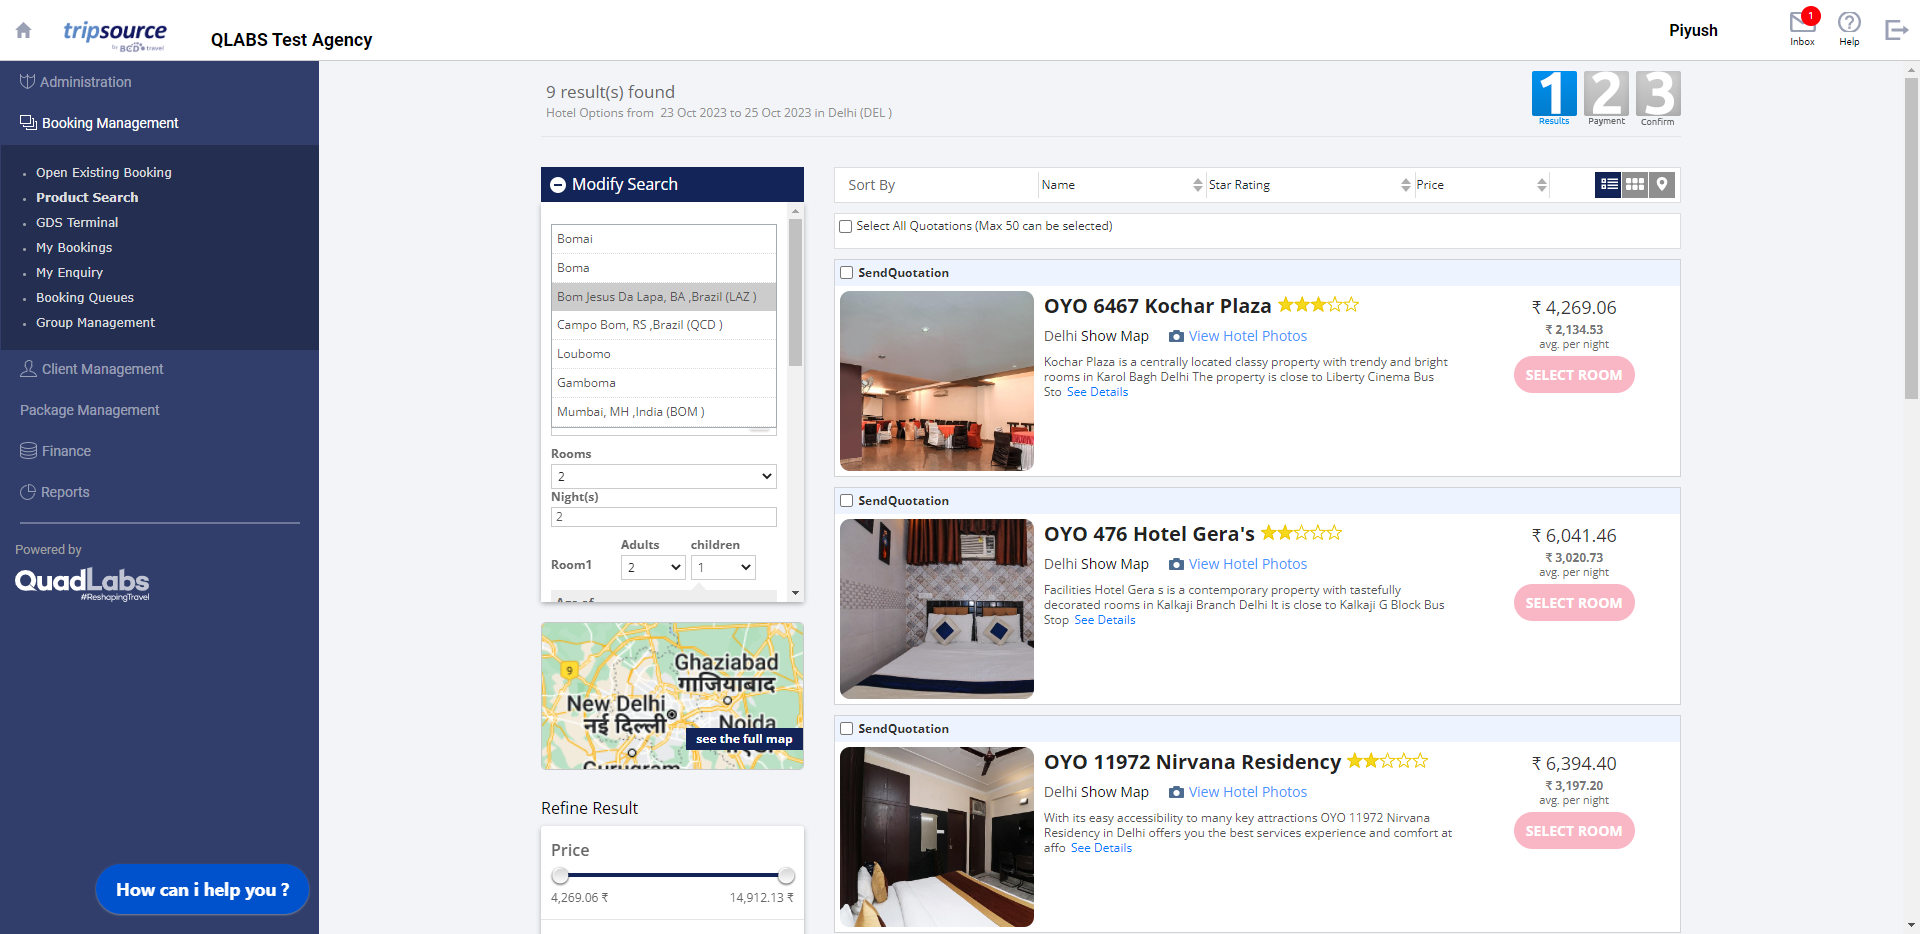 tripsource
by BCD travel
QLABS Test Agency
Piyush
1
Inbox
Help
Administration
Booking Management
Open Existing Booking
Product Search
GDS Terminal
My Bookings
My Enquiry
Booking Queues
Group Management
Client Management
Package Management
Finance
Reports
Powered by
QuadLabs
#ReshapingTravel
How can i help you ?
9 result(s) found
Hotel Options from 23 Oct 2023 to 25 Oct 2023 in Delhi (DEL )
1 Results
2 Payment
3 Confirm
Modify Search
Bomai
Boma
Bom Jesus Da Lapa, BA ,Brazil (LAZ )
Campo Bom, RS ,Brazil (QCD )
Loubomo
Gamboma
Mumbai, MH ,India (BOM )
Rooms
2
Night(s)
2
Adults children
Room1 2 1
Age of
Ghaziabad
गाजियाबाद
9
New Delhi
नई दिल्ली
Noida
see the full map
Gurugram
Refine Result
Price
4,269.06 ₹ 14,912.13 ₹
Sort By Name Star Rating Price
Select All Quotations (Max 50 can be selected)
SendQuotation
OYO 6467 Kochar Plaza
Delhi Show Map View Hotel Photos
Kochar Plaza is a centrally located classy property with trendy and bright
rooms in Karol Bagh Delhi The property is close to Liberty Cinema Bus
Sto See Details
₹ 4,269.06
₹ 2,134.53
avg. per night
SELECT ROOM
SendQuotation
OYO 476 Hotel Gera's
Delhi Show Map View Hotel Photos
Facilities Hotel Gera s is a contemporary property with tastefully
decorated rooms in Kalkaji Branch Delhi It is close to Kalkaji G Block Bus
Stop See Details
₹ 6,041.46
₹ 3,020.73
avg. per night
SELECT ROOM
SendQuotation
OYO 11972 Nirvana Residency
Delhi Show Map View Hotel Photos
With its easy accessibility to many key attractions OYO 11972 Nirvana
Residency in Delhi offers you the best services experience and comfort at
affo See Details
₹ 6,394.40
₹ 3,197.20
avg. per night
SELECT ROOM